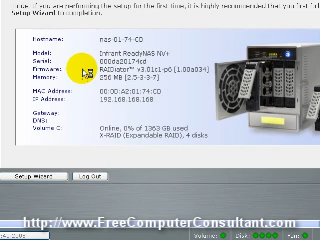 note: If you are performing the setup for the first time, it is highly recommended that you first fol
Setup Wizard to completion.
Hostname: nas-01-74-CD
Model: Infrant ReadyNAS NV+
Serial: 000da20174cd
Firmware: RAIDiator™ v3.01c1-p6 [1.00a034]
Memory: 256 MB [2.5-3-3-7]
MAC Address: 00:0D:A2:01:74:CD
IP Address: 192.168.168.168
Gateway:
DNS:
Volume C: Online, 0% of 1363 GB used
X-RAID (Expandable RAID), 4 disks
Setup Wizard Log Out
http://www.FreeComputerConsultant.com
Volume: Disk Fan: